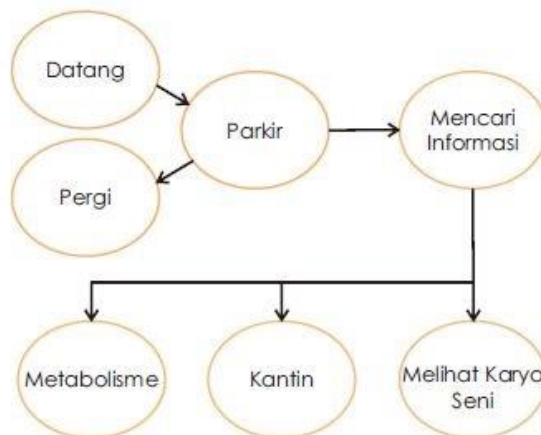 Datang
Parkir
Mencari
Informasi
Pergi
Metabolisme
Kantin
Melihat Karya
Seni